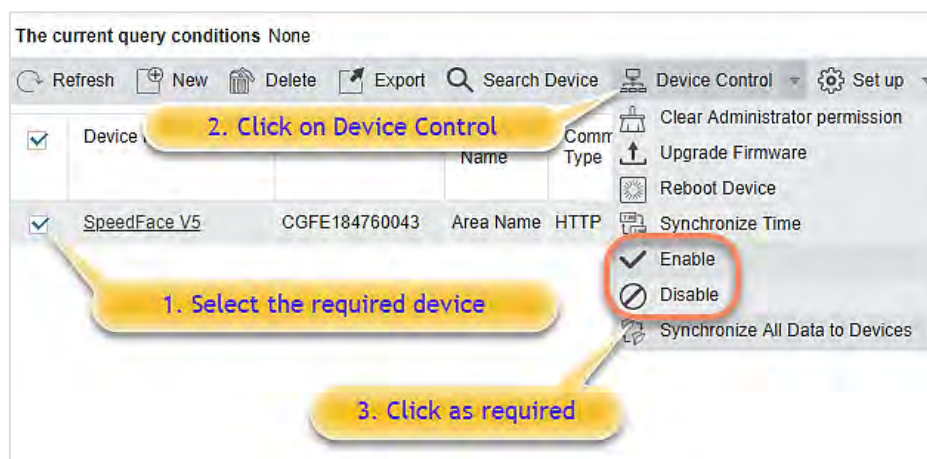 The current query conditions None
Refresh New Delete Export Search Device Device Control Set up
2. Click on Device Control
Device
Name
Comm
Type
Clear Administrator permission
Upgrade Firmware
Reboot Device
SpeedFace V5 CGFE184760043 Area Name HTTP
Synchronize Time
Enable
Disable
1. Select the required device
Synchronize All Data to Devices
3. Click as required